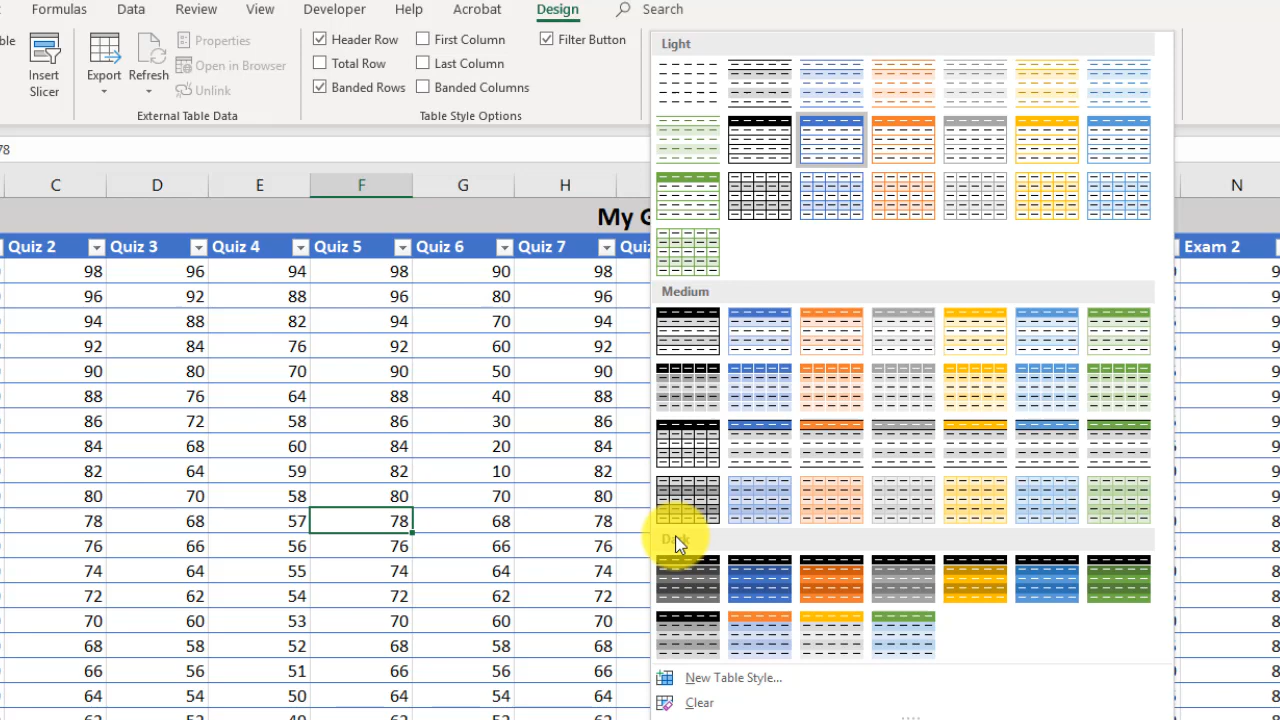 Formulas Data Review View Developer Help Acrobat Design Search
Header Row First Column Filter Button
Properties
Total Row Last Column
Open in Browser
Insert Slicer Export Refresh
Banded Rows
External Table Data Table Style Options
Light
78
C D E F G H N
My
Quiz 2 Quiz 3 Quiz 4 Quiz 5 Quiz 6 Quiz 7 Exam 2
98 96 94 98 90 98
Medium
96 92 88 96 80 96
94 88 82 94 70 94
92 84 76 92 60 92
90 80 70 90 50 90
88 76 64 88 40 88
86 72 58 86 30 86
84 68 60 84 20 84
82 64 59 82 10 82
80 70 58 80 70 80
78 68 57 78 68 78
Dark
76 66 56 76 66 76
74 64 55 74 64 74
72 62 54 72 62 72
70 60 53 70 60 70
68 58 52 68 58 68
66 56 51 66 56 66
New Table Style...
64 54 50 64 54 64
Clear